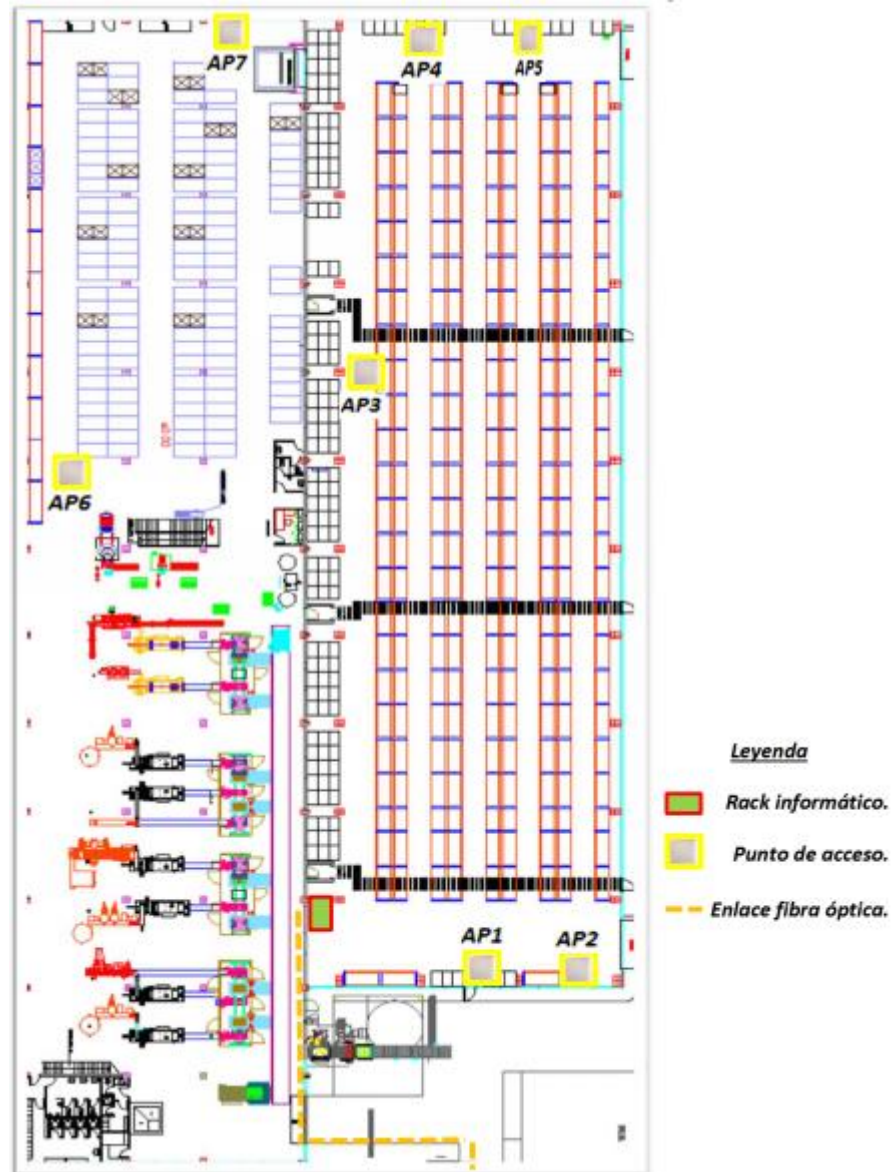 AP7
AP4
AP5
AP3
AP6
AP1
AP2
Leyenda
Rack informático.
Punto de acceso.
Enlace fibra óptica.